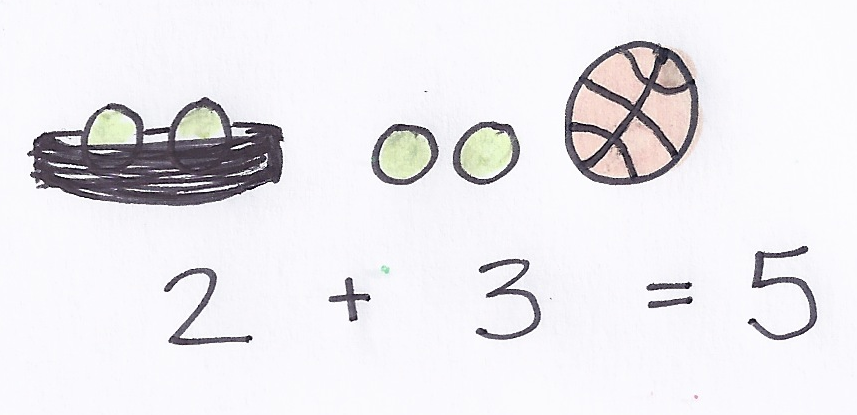 2 + 3 = 5